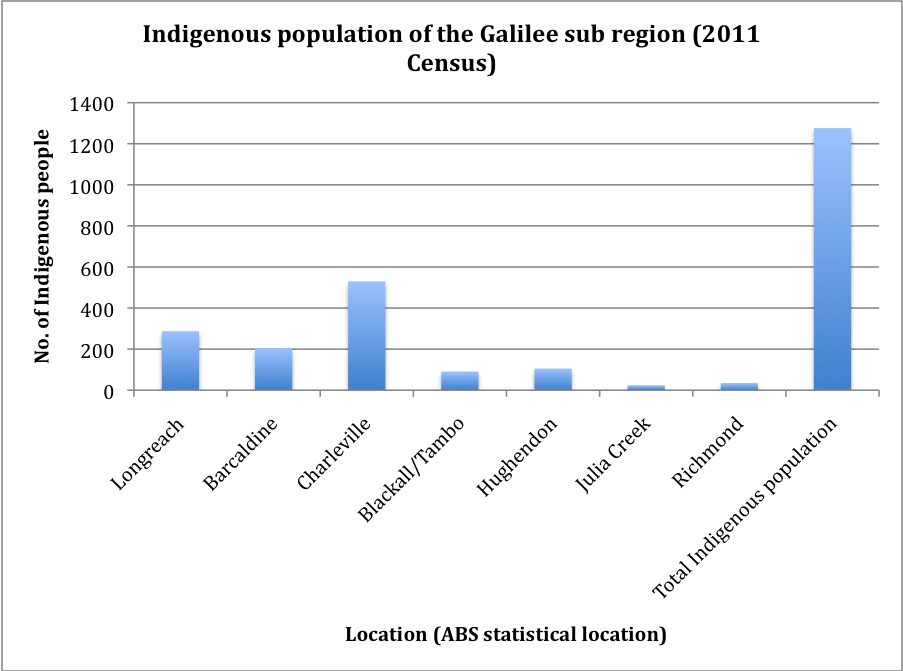 Indigenous population of the Galilee sub region (2011
Census)
No. of Indigenous people
1400
1200
1000
800
600
400
200
0
Longreach
Barcaldine
Charleville
Blackall/Tambo
Hughendon
Julia Creek
Richmond
Total Indigenous population
Location (ABS statistical location)